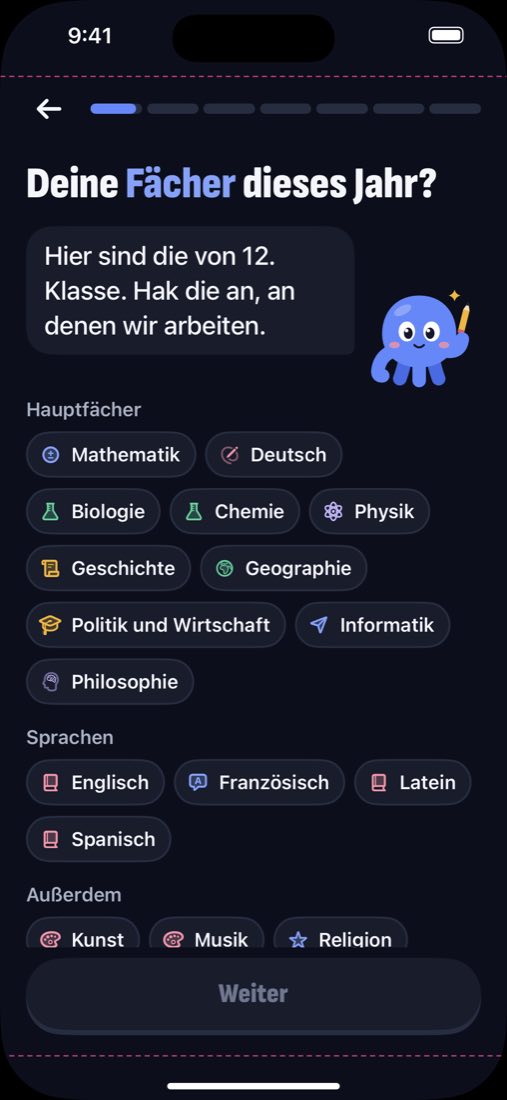 9:41
Deine Fächer dieses Jahr?
Hier sind die von 12.
Klasse. Hak die an, an
denen wir arbeiten.
Hauptfächer
Mathematik Deutsch
Biologie Chemie Physik
Geschichte Geographie
Politik und Wirtschaft Informatik
Philosophie
Sprachen
Englisch Französisch Latein
Spanisch
Außerdem
Kunst Musik Religion
Weiter